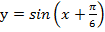 y = sin(x + π/6)